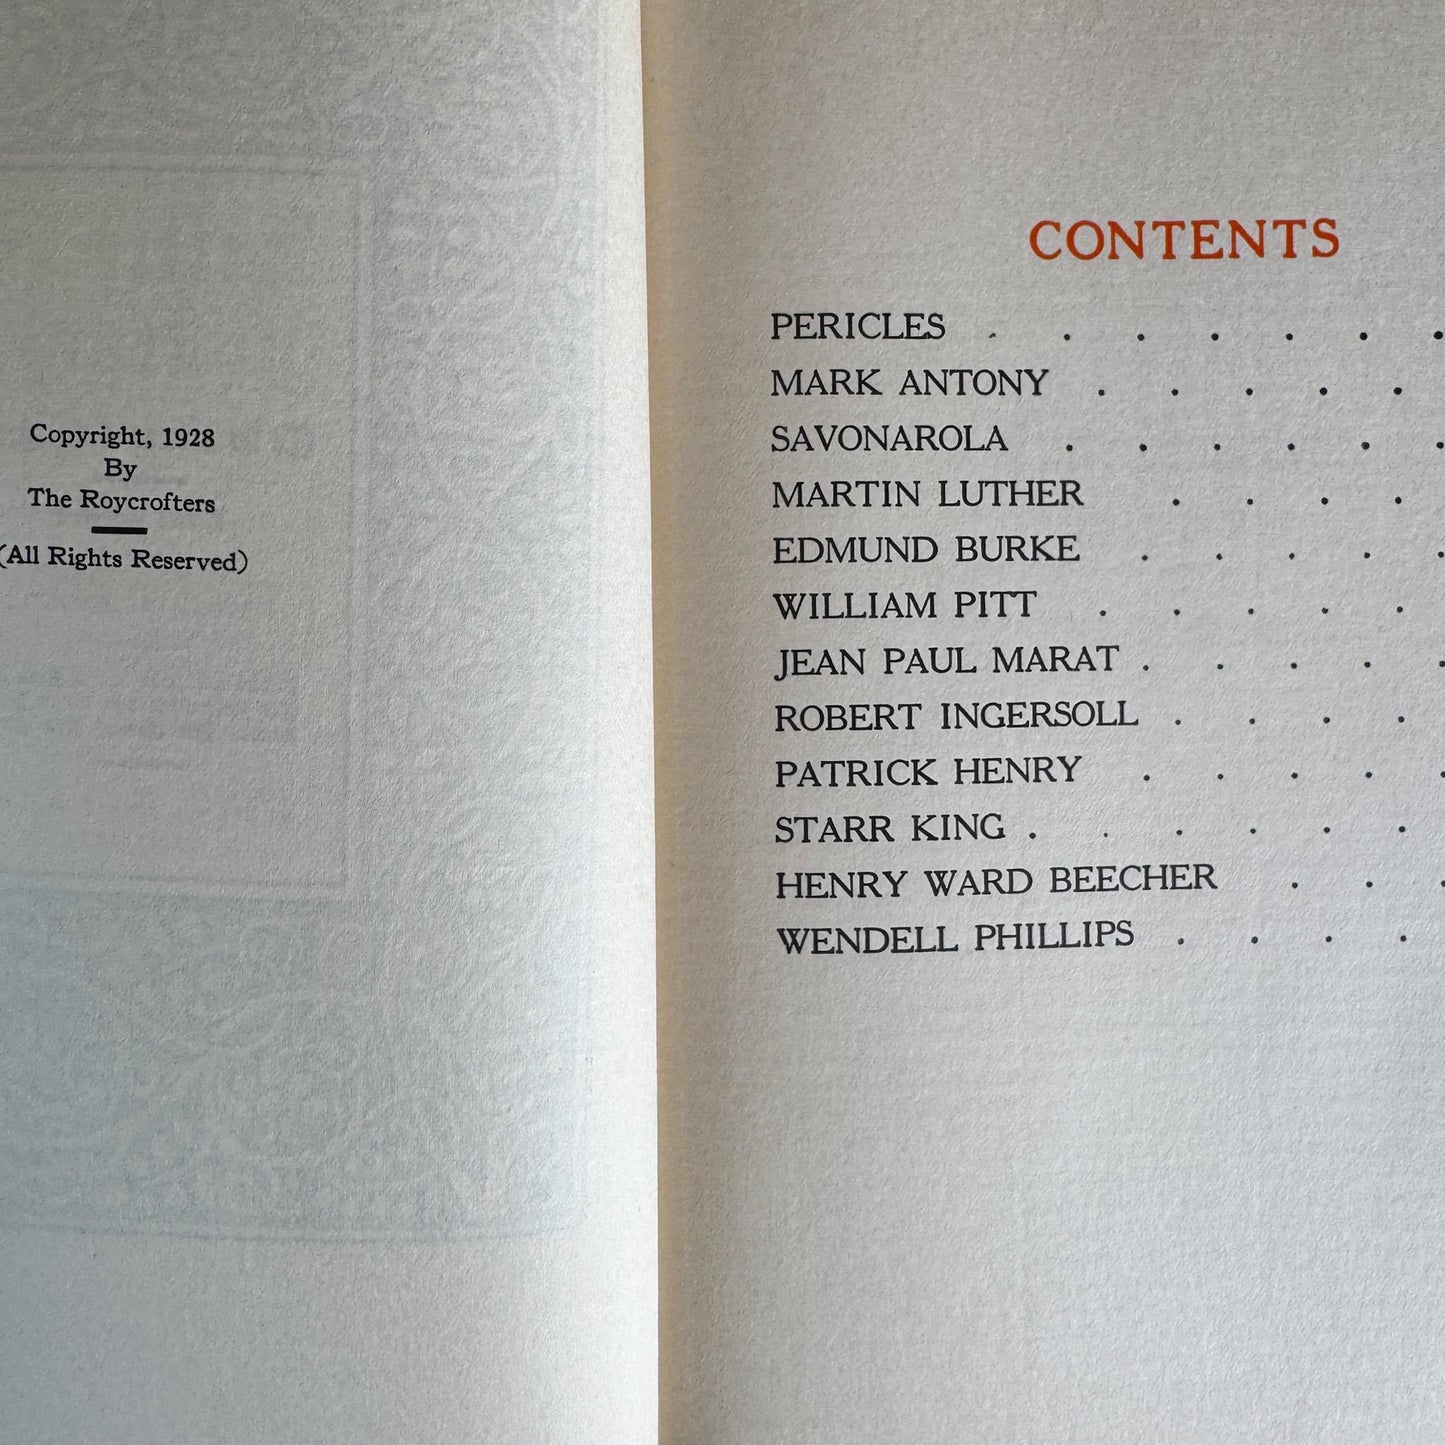 Copyright, 1928
By
The Roycrofters
(All Rights Reserved)
CONTENTS
PERICLES . . . . . . .
MARK ANTONY . . . . .
SAVONAROLA . . . . . .
MARTIN LUTHER . . . .
EDMUND BURKE . . . . .
WILLIAM PITT . . . . .
JEAN PAUL MARAT . . . . .
ROBERT INGERSOLL . . . .
PATRICK HENRY . . . . .
STARR KING . . . . . .
HENRY WARD BEECHER . . .
WENDELL PHILLIPS . . . .